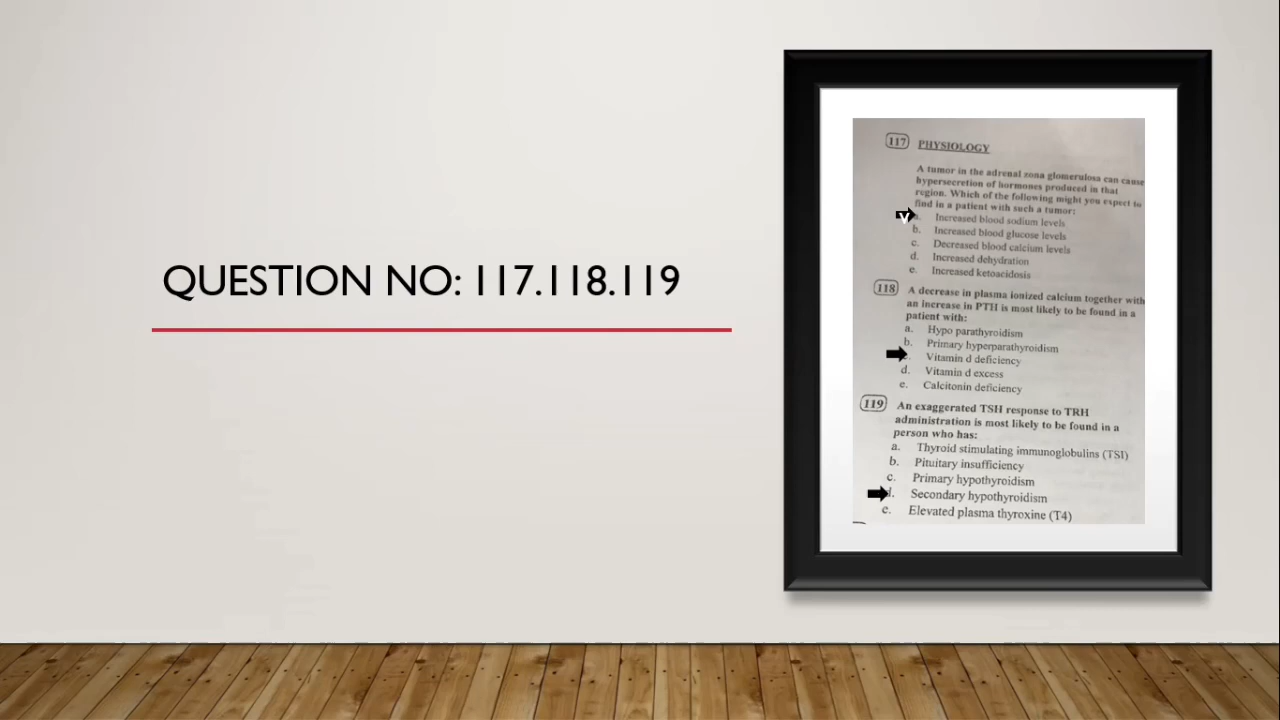 QUESTION NO: 117.118.119
117 PHYSIOLOGY
A tumor in the adrenal zona glomerulosa can cause
hypersecretion of hormones produced in that
region. Which of the following might you expect to
find in a patient with such a tumor:
Increased blood sodium levels
b. Increased blood glucose levels
c. Decreased blood calcium levels
d. Increased dehydration
e. Increased ketoacidosis
118 A decrease in plasma ionized calcium together with
an increase in PTH is most likely to be found in a
patient with:
a. Hypo parathyroidism
b. Primary hyperparathyroidism
Vitamin d deficiency
d. Vitamin d excess
e. Calcitonin deficiency
119 An exaggerated TSH response to TRH
administration is most likely to be found in a
person who has:
a. Thyroid stimulating immunoglobulins (TSI)
b. Pituitary insufficiency
c. Primary hypothyroidism
Secondary hypothyroidism
e. Elevated plasma thyroxine (T4)